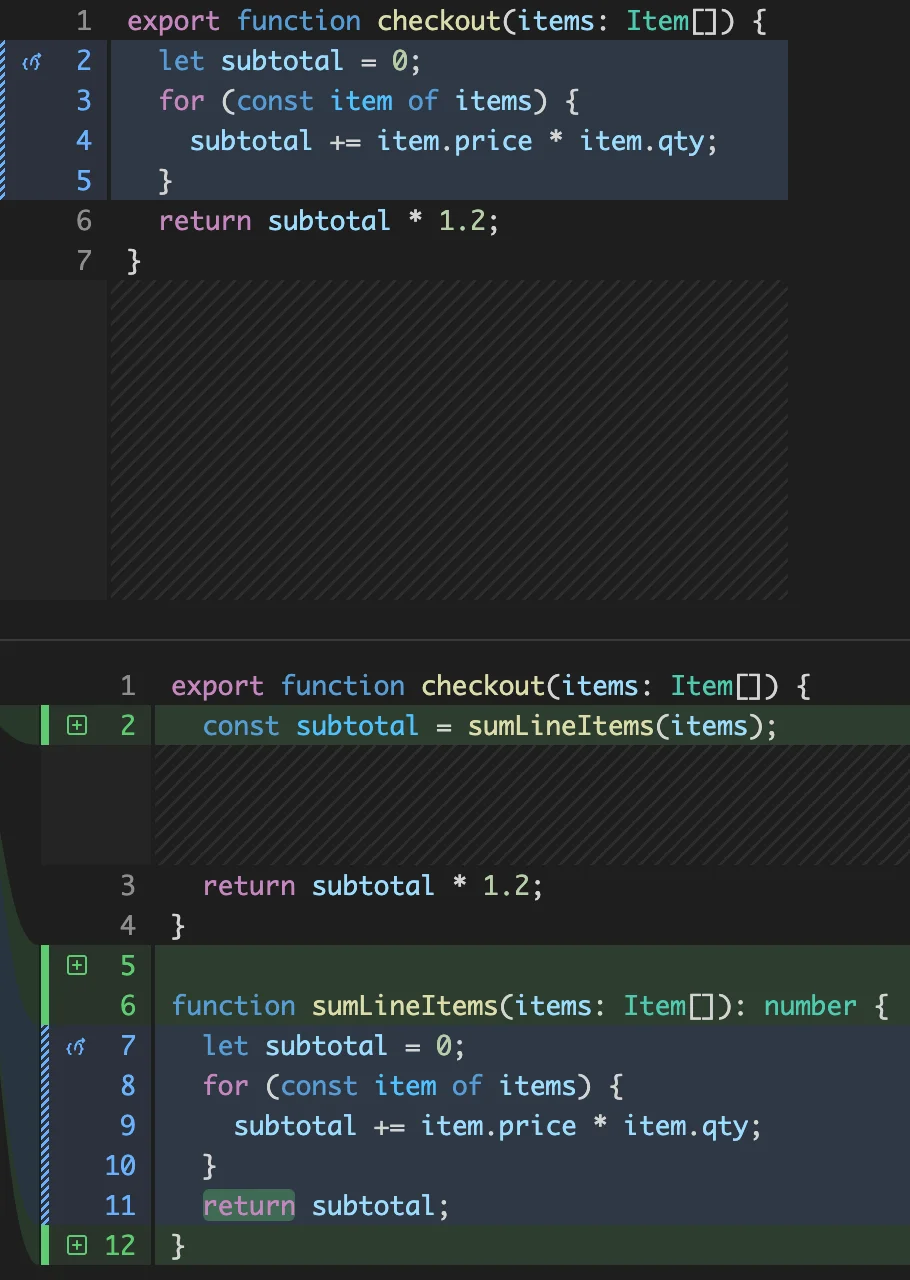 1 export function checkout(items: Item[]) {
2   let subtotal = 0;
3   for (const item of items) {
4     subtotal += item.price * item.qty;
5   }
6   return subtotal * 1.2;
7 }
1 export function checkout(items: Item[]) {
2   const subtotal = sumLineItems(items);
3   return subtotal * 1.2;
4 }
5
6 function sumLineItems(items: Item[]): number {
7   let subtotal = 0;
8   for (const item of items) {
9     subtotal += item.price * item.qty;
10   }
11   return subtotal;
12 }